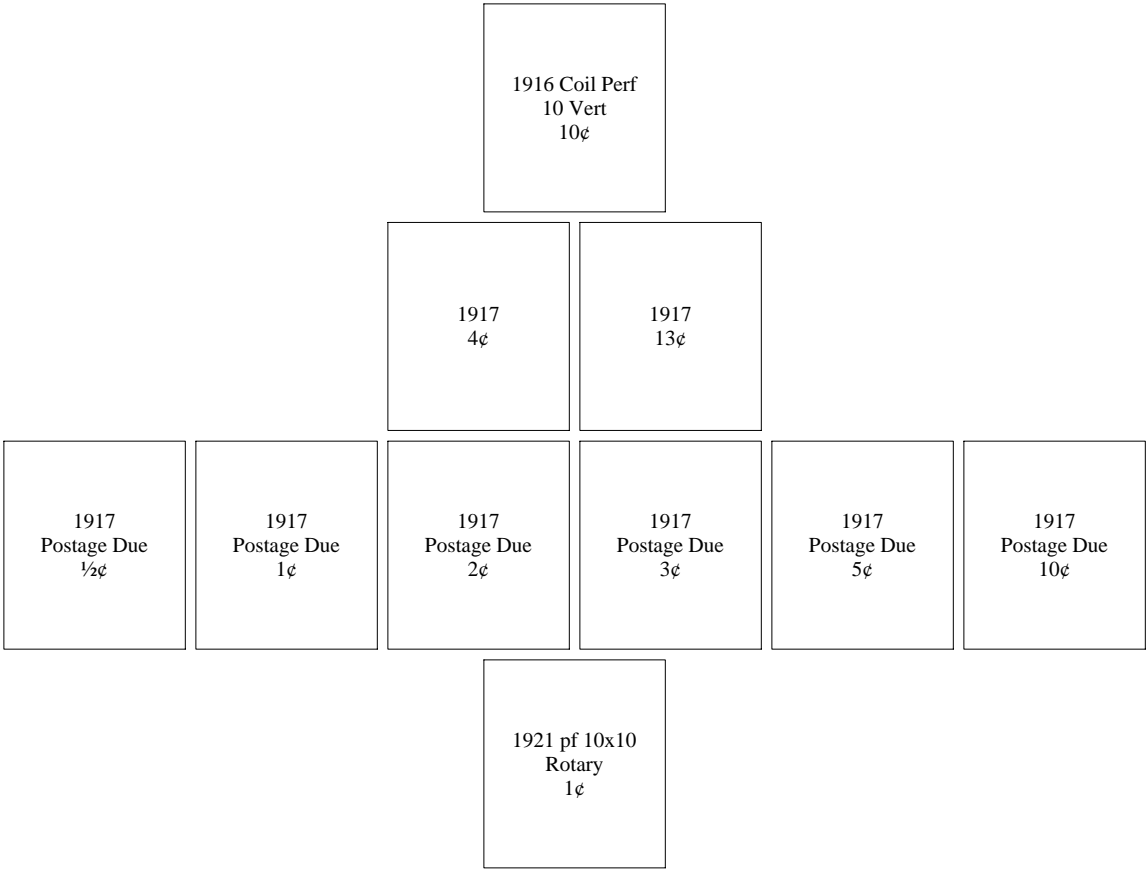 1916 Coil Perf
10 Vert
10¢
1917
4¢
1917
13¢
1917
Postage Due
½¢
1917
Postage Due
1¢
1917
Postage Due
2¢
1917
Postage Due
3¢
1917
Postage Due
5¢
1917
Postage Due
10¢
1921 pf 10x10
Rotary
1¢